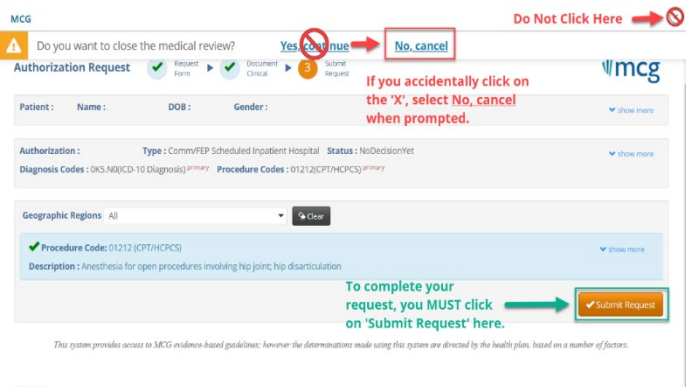 MCG
Do Not Click Here
Do you want to close the medical review? Yes, continue No, cancel
Authorization Request Request Form Document Clinical 3 Submit Request
mcg
If you accidentally click on
the 'X', select No, cancel
when prompted.
Patient : Name : DOB : Gender : show more
Authorization : Type : Comm/FEP Scheduled Inpatient Hospital Status : NoDecisionYet show more
Diagnosis Codes : 0K5.N0(ICD-10 Diagnosis) primary Procedure Codes : 01212(CPT/HCPCS) primary
Geographic Regions All Clear
Procedure Code: 01212 (CPT/HCPCS) show more
Description : Anesthesia for open procedures involving hip joint; hip disarticulation
To complete your
request, you MUST click
on 'Submit Request' here.
Submit Request
This system provides access to MCG evidence-based guidelines; however the determinations made using this system are directed by the health plan, based on a number of factors.